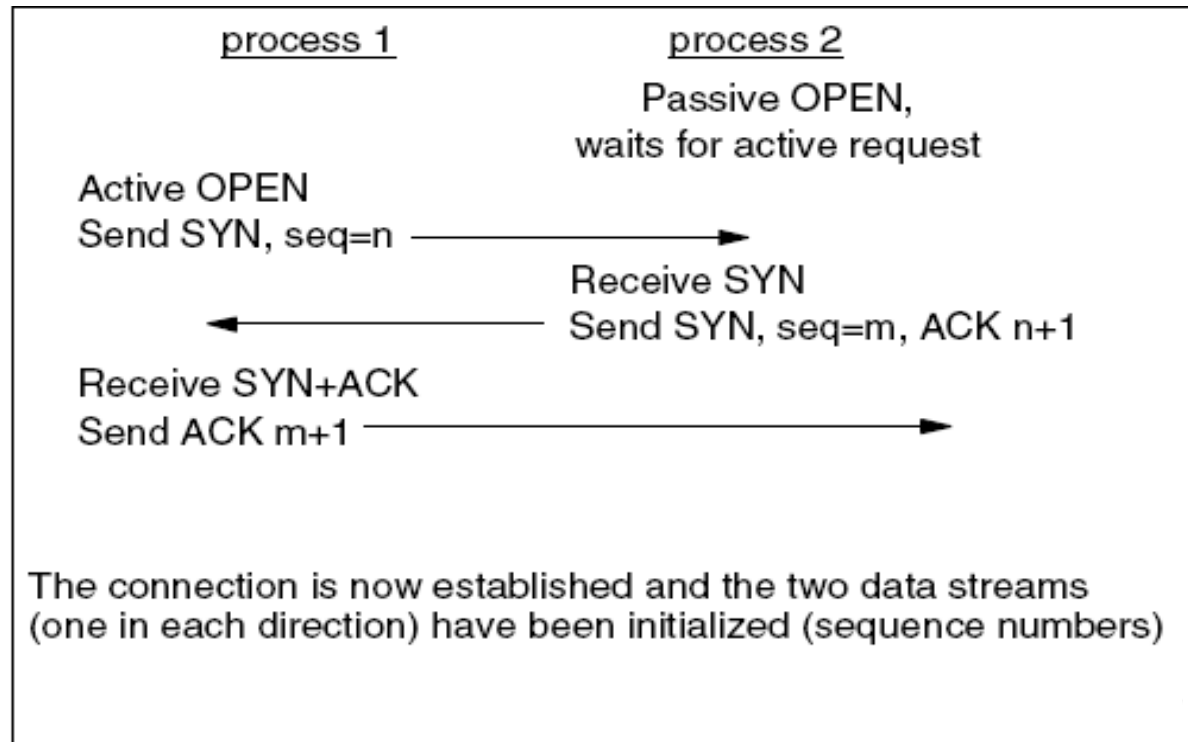 process 1
process 2
Passive OPEN,
waits for active request
Active OPEN
Send SYN, seq=n
Receive SYN
Send SYN, seq=m, ACK n+1
Receive SYN+ACK
Send ACK m+1
The connection is now established and the two data streams
(one in each direction) have been initialized (sequence numbers)